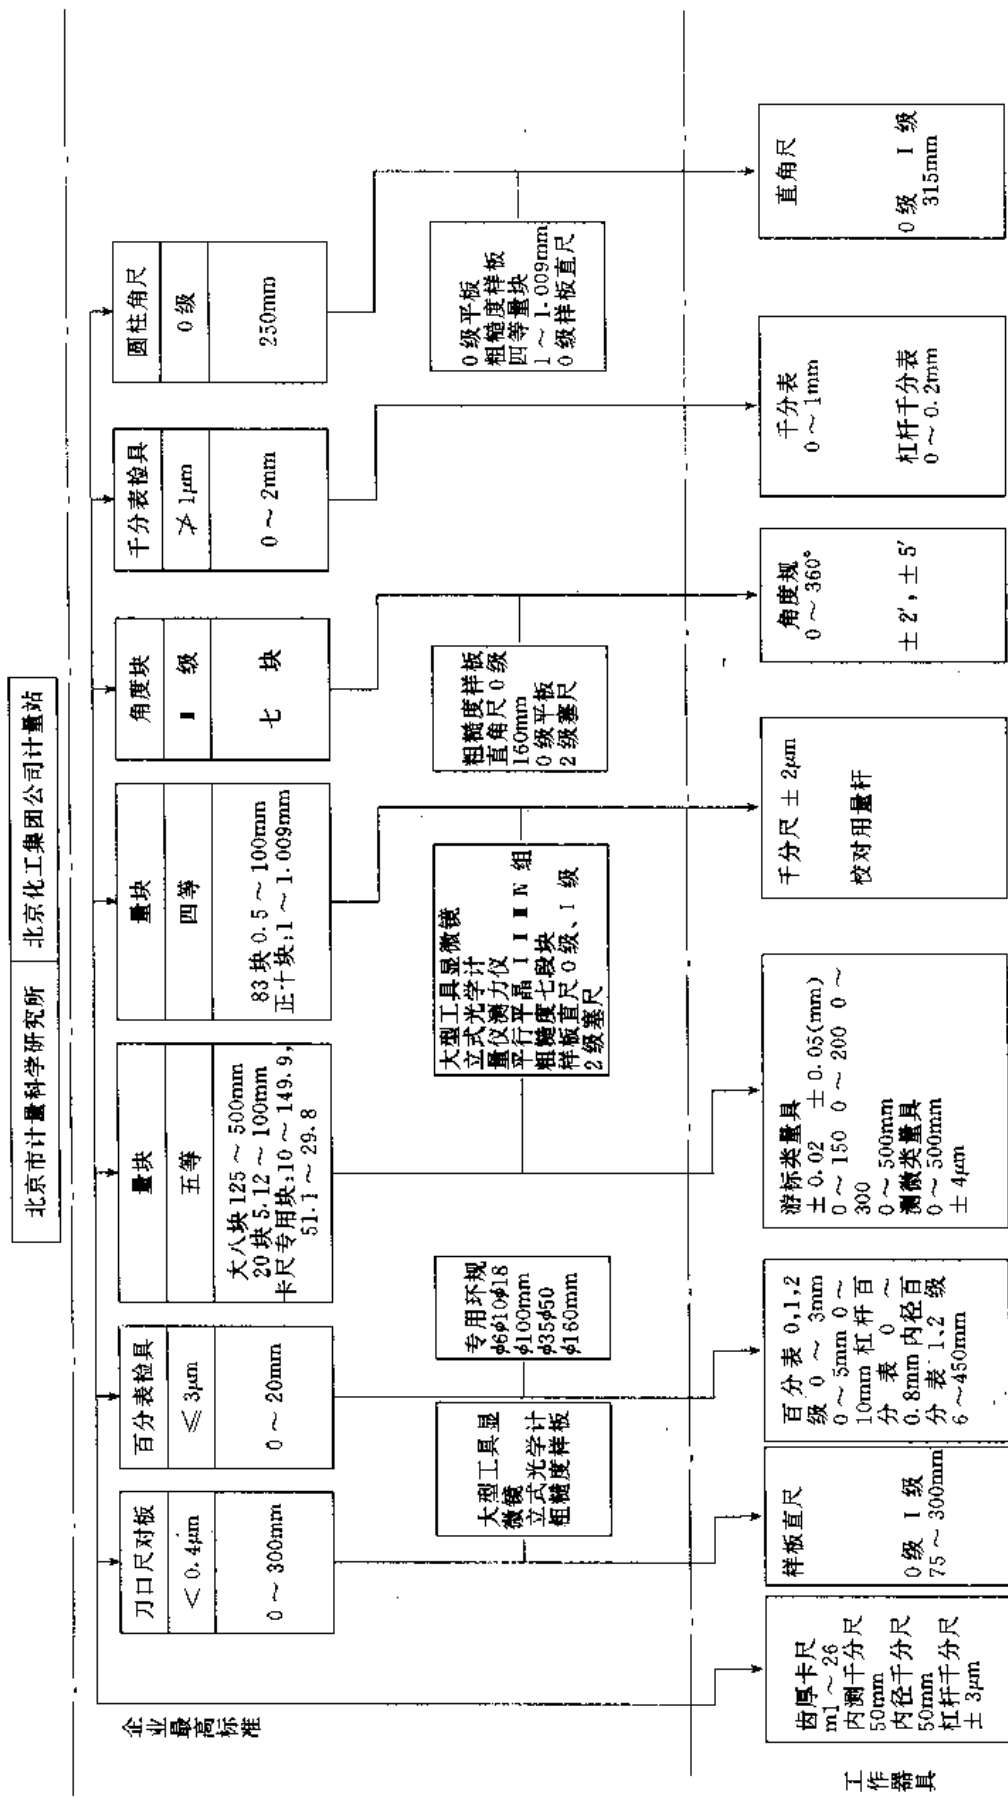 北京市计量科学研究所 北京化工集团公司计量站
企业最高标准
刀口尺对板
＜0.4μm
0～300mm
百分表检具
≤3μm
0～20mm
量块
五等
大八块 125～500mm
20块 5.12～100mm
卡尺专用块:10～149.9,
51.1～29.8
量块
四等
83块 0.5～100mm
正十块:1～1.009mm
角度块
Ⅱ 级
七 块
千分表检具
≯1μm
0～2mm
圆柱角尺
0级
250mm
大型工具显
微镜
立式光学计
粗糙度样板
专用环规
φ6φ10φ18
φ100mm
φ35φ50
φ160mm
大型工具显微镜
立式光学计
量仪测力仪
平行平晶 Ⅰ Ⅱ Ⅲ Ⅳ 组
粗糙度七段块
样板直尺 0级、Ⅰ级
2级塞尺
粗糙度样板
直角尺 0级
160mm
0级平板
2级塞尺
0级平板
粗糙度样板
四等量块
1～1.009mm
0级样板直尺
工作器具
齿厚卡尺
m1～26
内测千分尺
50mm
内径千分尺
50mm
杠杆千分尺
±3μm
样板直尺
0级 Ⅰ级
75～300mm
百分表 0,1,2
级 0～3mm
0～5mm 0～
10mm 杠杆百
分表 0～
0.8mm 内径百
分表 1、2级
6～450mm
游标类量具
±0.02 ±0.05(mm)
0～150 0～200 0～
300
0～500mm
测微类量具
0～500mm
±4μm
千分尺 ±2μm
校对用量杆
角度规
0～360°
±2′,±5′
千分表
0～1mm
杠杆千分表
0～0.2mm
直角尺
0级 Ⅰ级
315mm